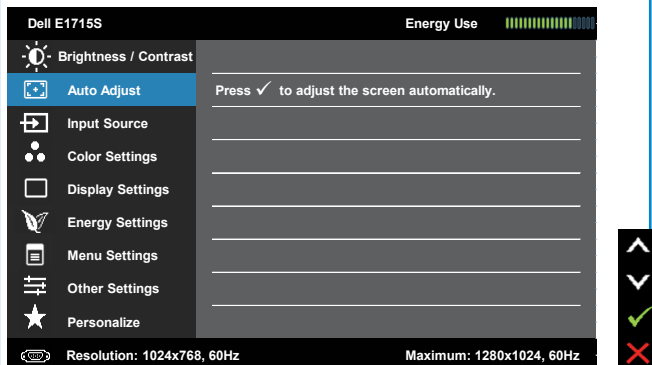 Dell E1715S Energy Use
Brightness / Contrast
Auto Adjust Press ✓ to adjust the screen automatically.
Input Source
Color Settings
Display Settings
Energy Settings
Menu Settings
Other Settings
Personalize
Resolution: 1024x768, 60Hz Maximum: 1280x1024, 60Hz